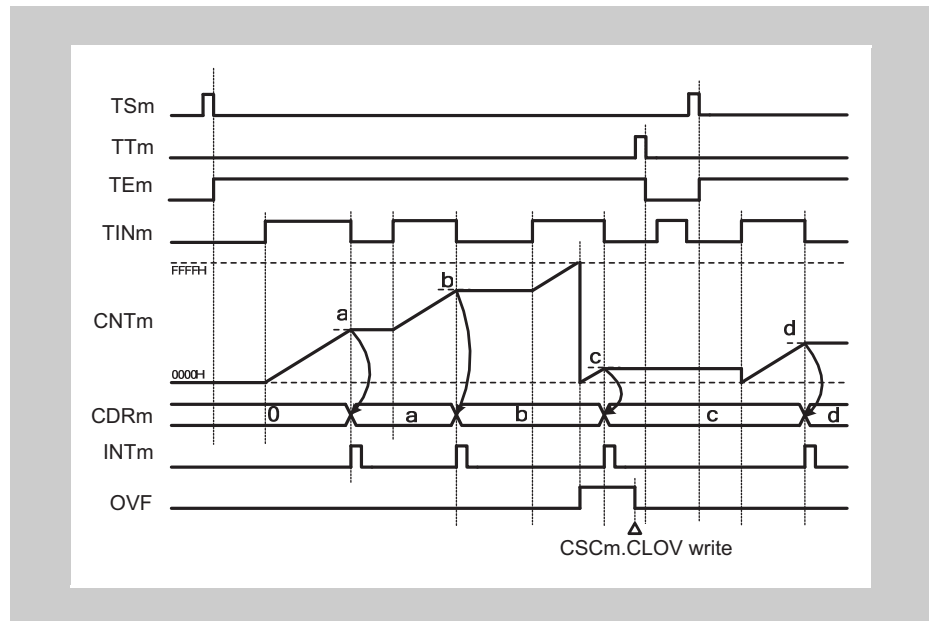 TSm
TTm
TEm
TINm
FFFFH
CNTm
a
b
c
d
0000H
CDRm 0 a b c d
INTm
OVF
CSCm.CLOV write